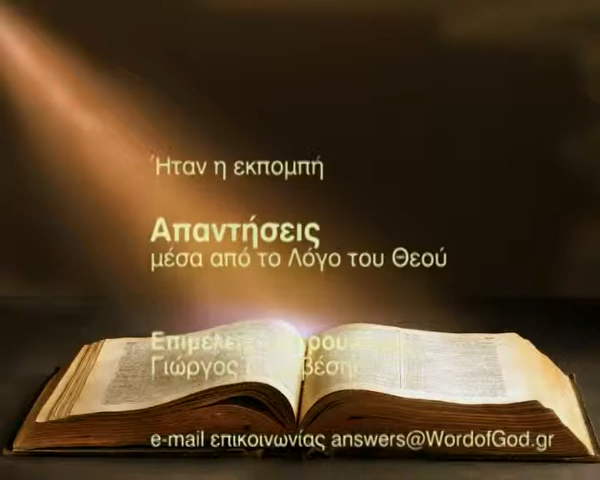 Ήταν η εκπομπή
Απαντήσεις
μέσα από το Λόγο του Θεού
Γιώργος
e-mail επικοινωνίας answers@WordofGod.gr